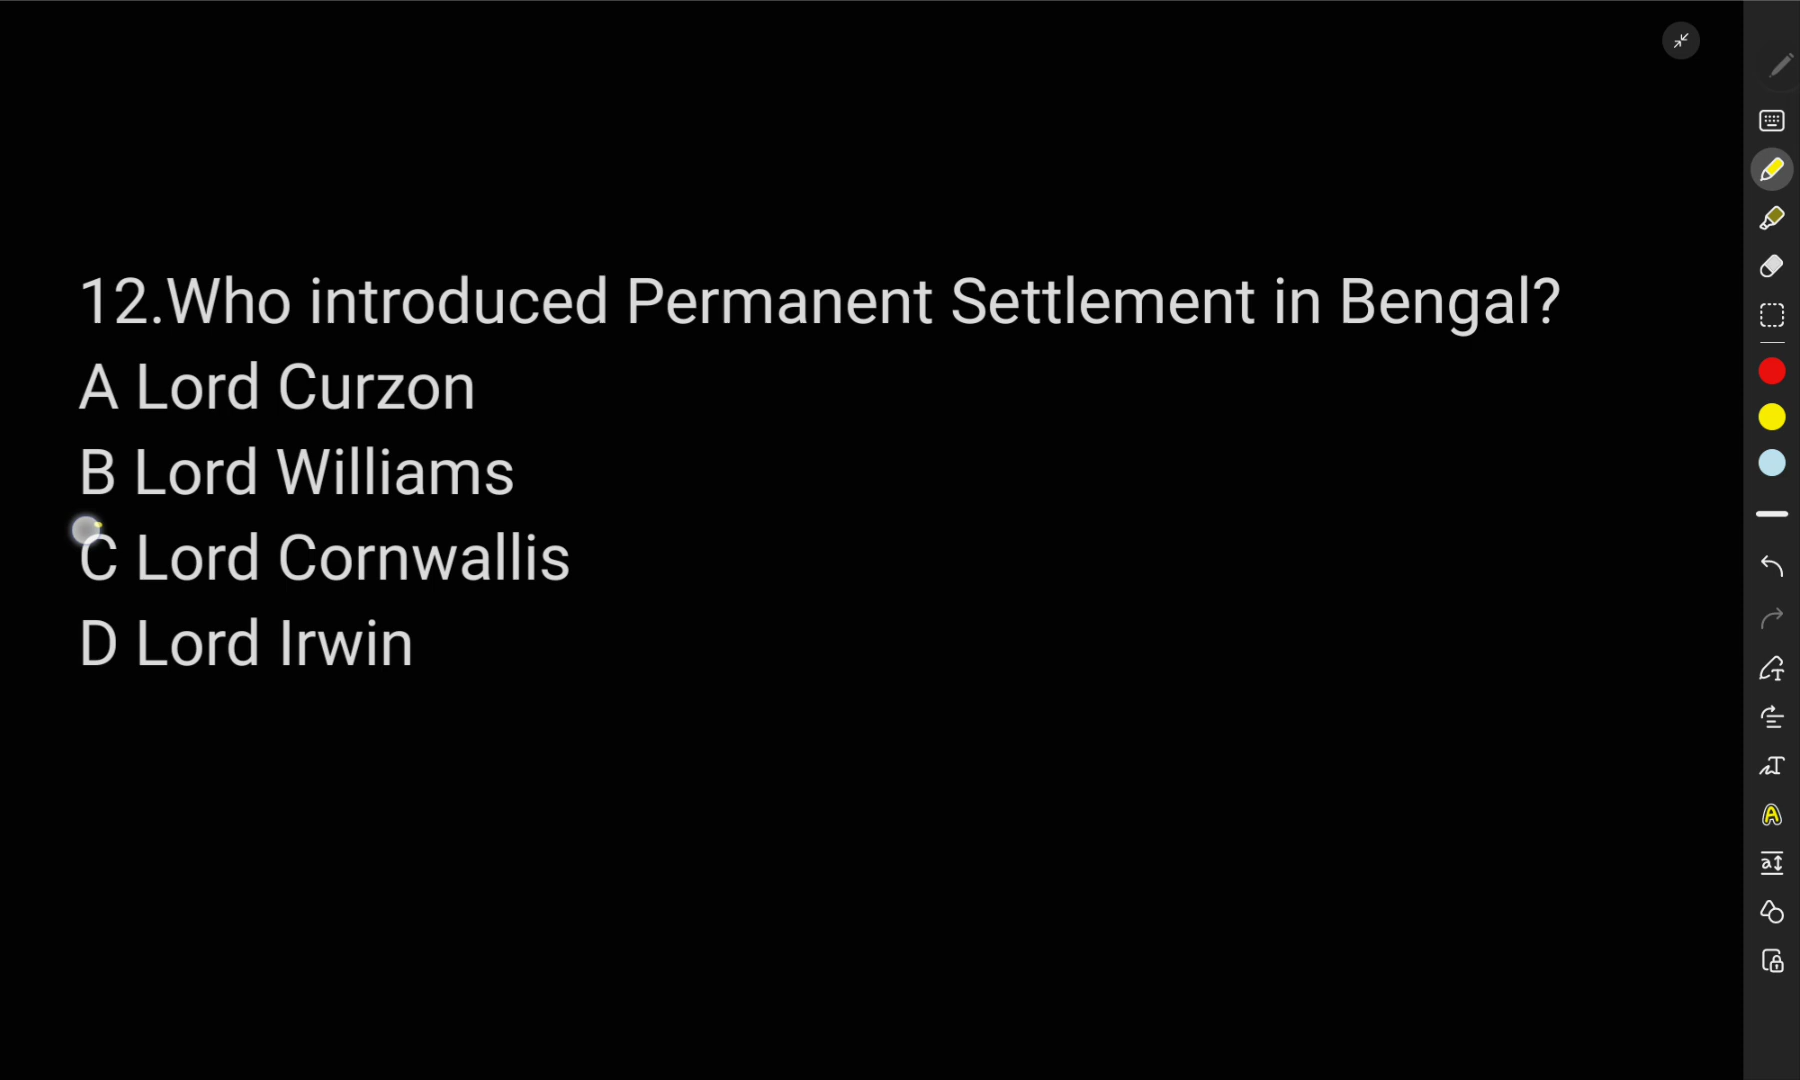 12.Who introduced Permanent Settlement in Bengal?
A Lord Curzon
B Lord Williams
C Lord Cornwallis
D Lord Irwin